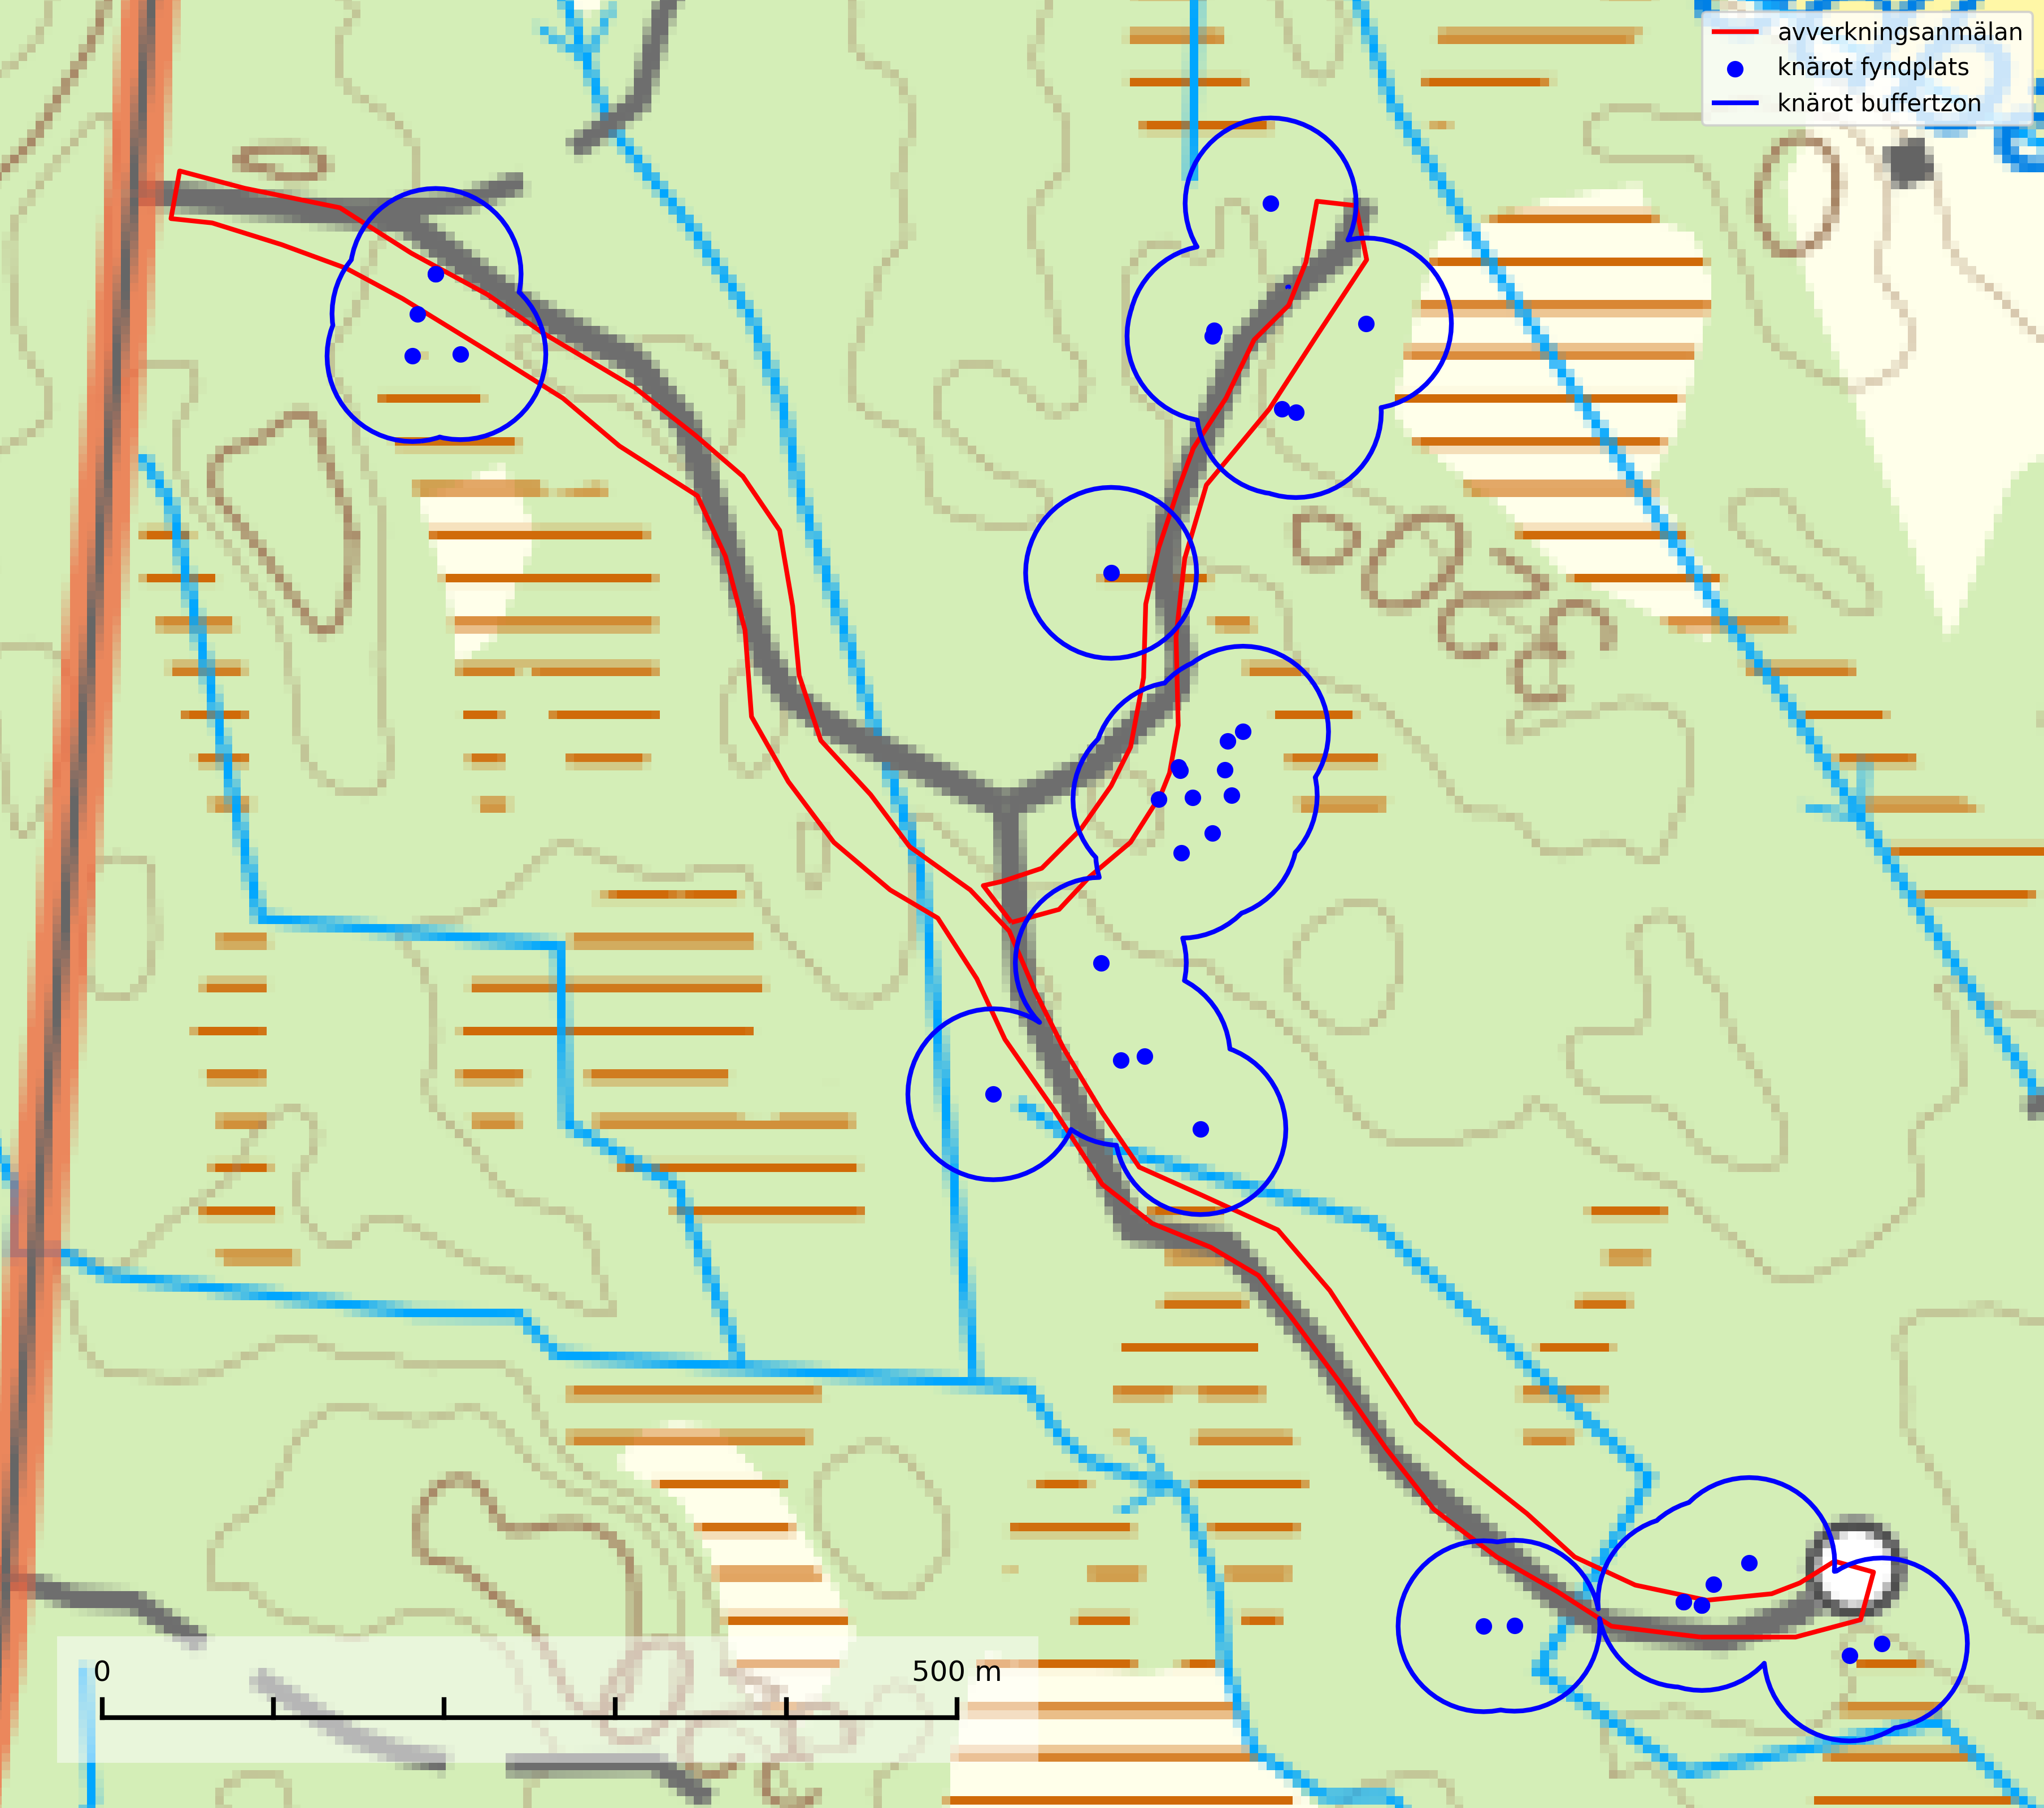 avverkningsanmälan
knärot fyndplats
knärot buffertzon
0 500 m